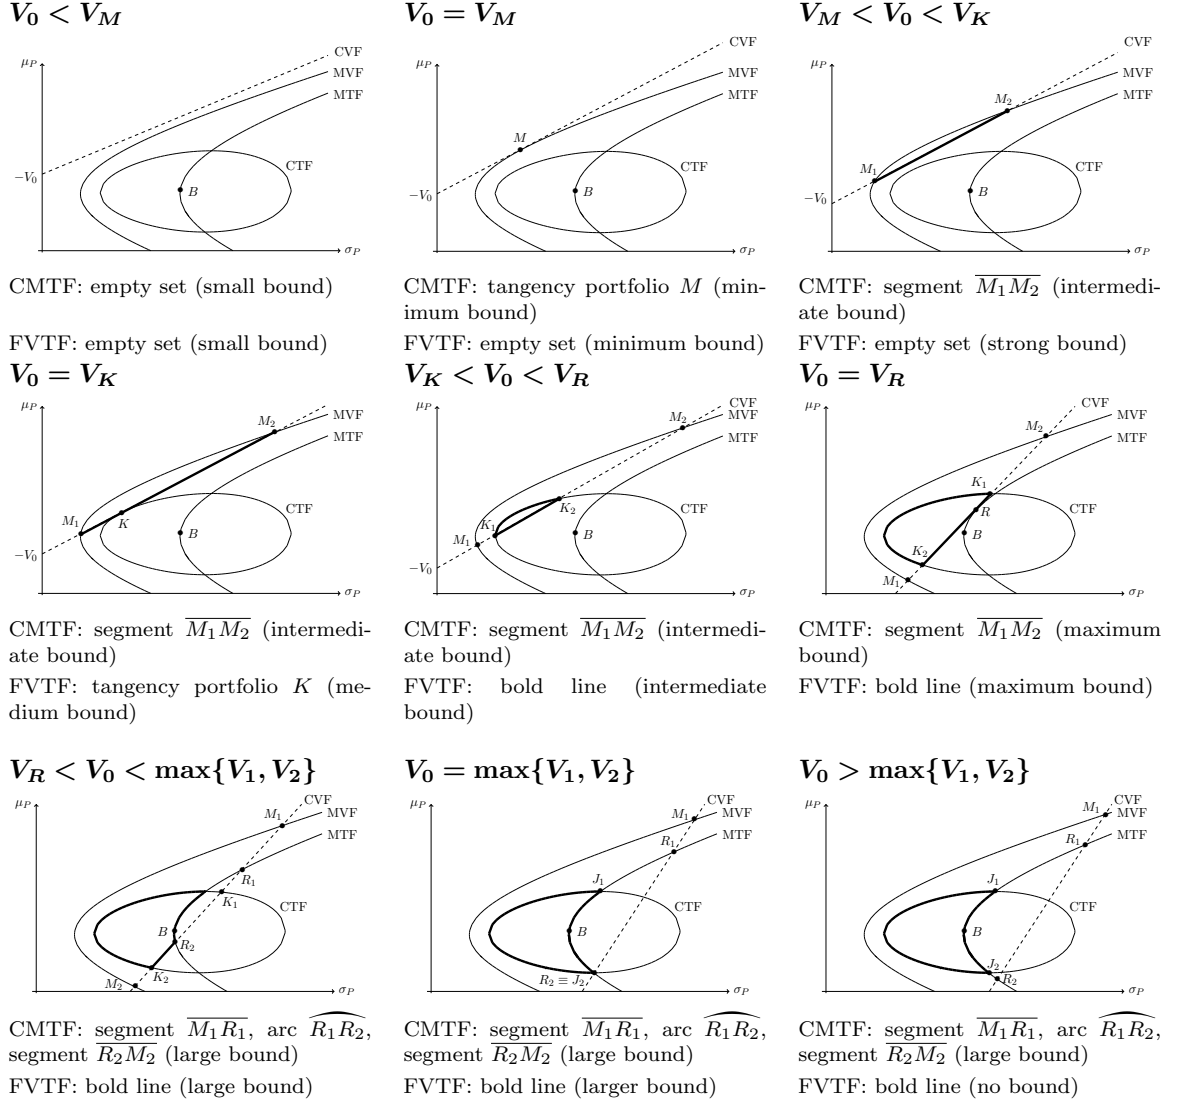 V₀ < V_M
V₀ = V_M
V_M < V₀ < V_K
μ_P
CVF
MVF
MTF
CTF
−V₀
B
σ_P
μ_P
CVF
MVF
MTF
M
CTF
−V₀
B
σ_P
μ_P
CVF
MVF
MTF
M₂
M₁
CTF
−V₀
B
σ_P
CMTF: empty set (small bound)
FVTF: empty set (small bound)
CMTF: tangency portfolio M (min-
imum bound)
FVTF: empty set (minimum bound)
CMTF: segment M₁M₂ (intermedi-
ate bound)
FVTF: empty set (strong bound)
V₀ = V_K
V_K < V₀ < V_R
V₀ = V_R
μ_P
MVF
M₂
MTF
M₁
K
CTF
B
−V₀
σ_P
μ_P
CVF
MVF
M₂
MTF
K₁
K₂
CTF
M₁
B
−V₀
σ_P
μ_P
CVF
MVF
M₂
MTF
K₁
R
CTF
B
K₂
M₁
σ_P
CMTF: segment M₁M₂ (intermedi-
ate bound)
FVTF: tangency portfolio K (me-
dium bound)
CMTF: segment M₁M₂ (intermedi-
ate bound)
FVTF: bold line (intermediate
bound)
CMTF: segment M₁M₂ (maximum
bound)
FVTF: bold line (maximum bound)
V_R < V₀ < max{V₁, V₂}
V₀ = max{V₁, V₂}
V₀ > max{V₁, V₂}
μ_P
CVF
M₁
MVF
MTF
R₁
K₁
CTF
B
R₂
K₂
M₂
σ_P
μ_P
CVF
M₁
MVF
R₁
MTF
J₁
CTF
B
R₂ ≡ J₂
σ_P
μ_P
CVF
M₁
MVF
R₁
MTF
J₁
CTF
B
J₂
R₂
σ_P
CMTF: segment M₁R₁, arc R₁R₂,
segment R₂M₂ (large bound)
FVTF: bold line (large bound)
CMTF: segment M₁R₁, arc R₁R₂,
segment R₂M₂ (large bound)
FVTF: bold line (larger bound)
CMTF: segment M₁R₁, arc R₁R₂,
segment R₂M₂ (large bound)
FVTF: bold line (no bound)